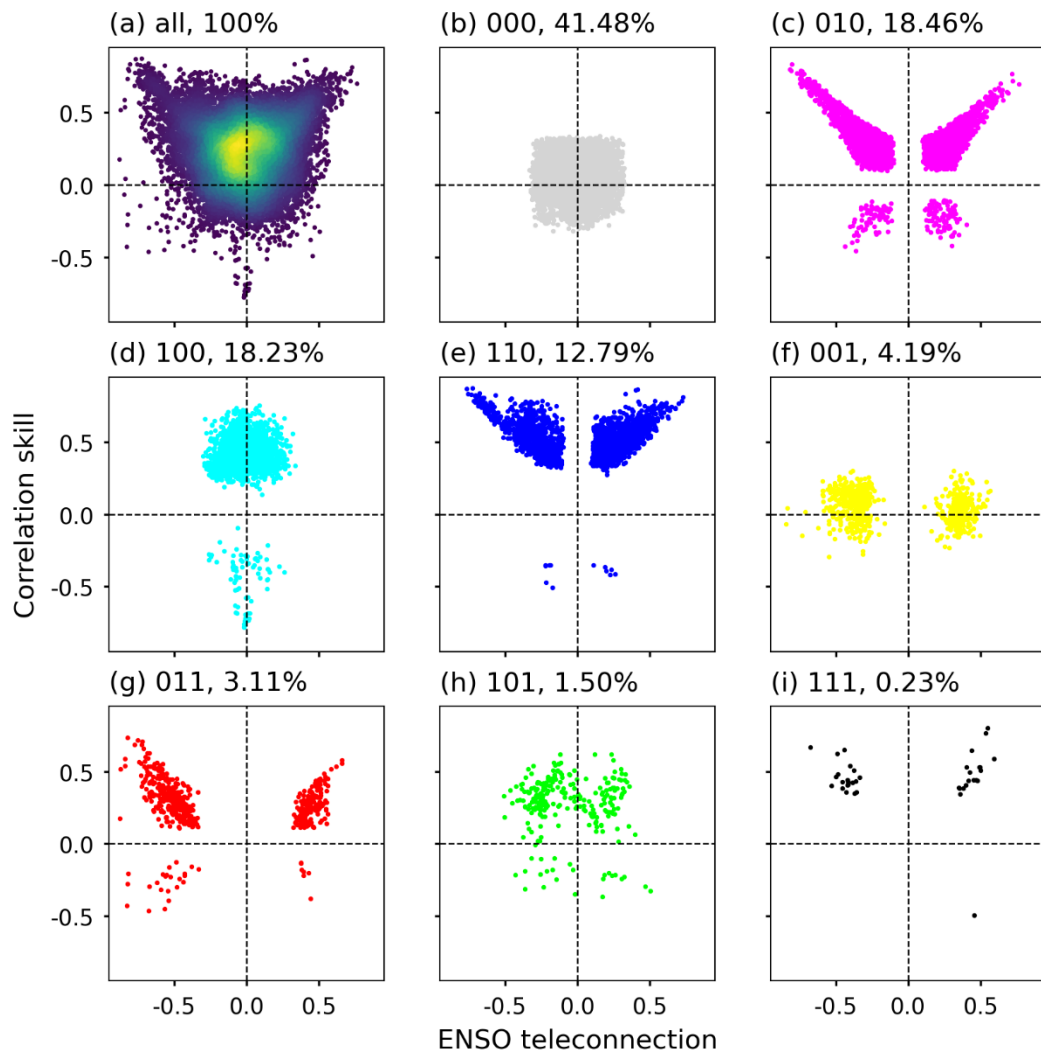 (a) all, 100%
(b) 000, 41.48%
(c) 010, 18.46%
0.5
0.0
-0.5
(d) 100, 18.23%
(e) 110, 12.79%
(f) 001, 4.19%
Correlation skill
0.5
0.0
-0.5
(g) 011, 3.11%
(h) 101, 1.50%
(i) 111, 0.23%
0.5
0.0
-0.5
-0.5 0.0 0.5
-0.5 0.0 0.5
-0.5 0.0 0.5
ENSO teleconnection